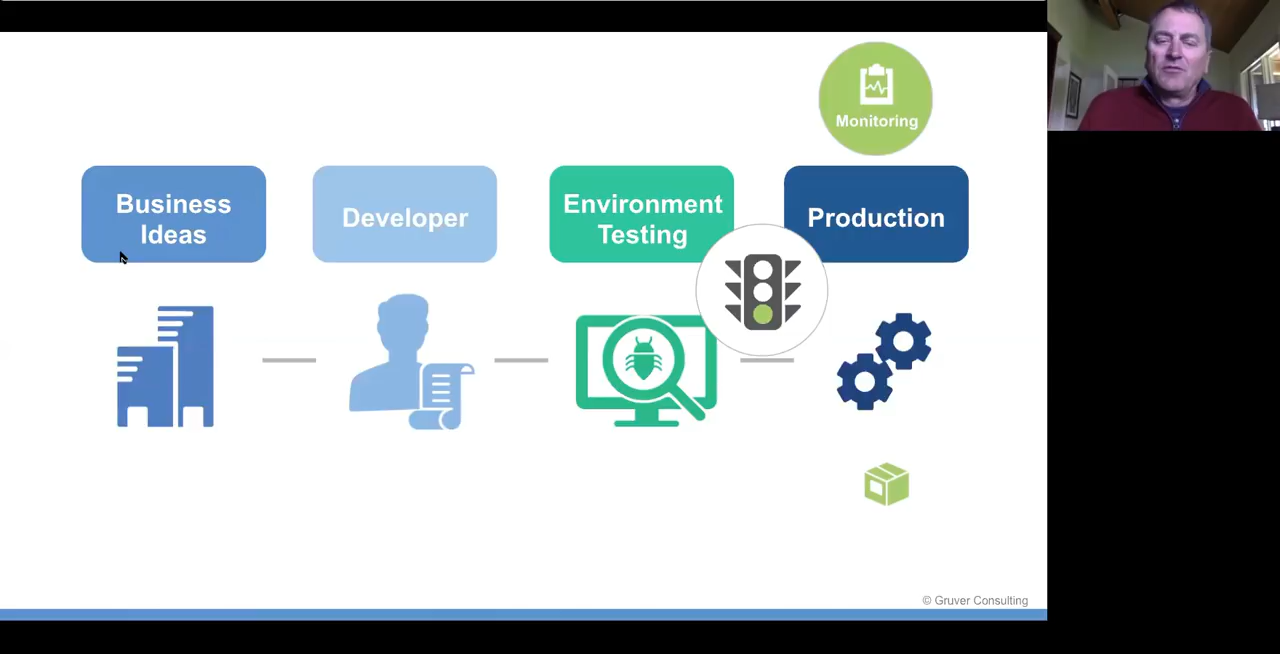 Monitoring
Business
Ideas
Developer
Environment
Testing
Production
© Gruver Consulting